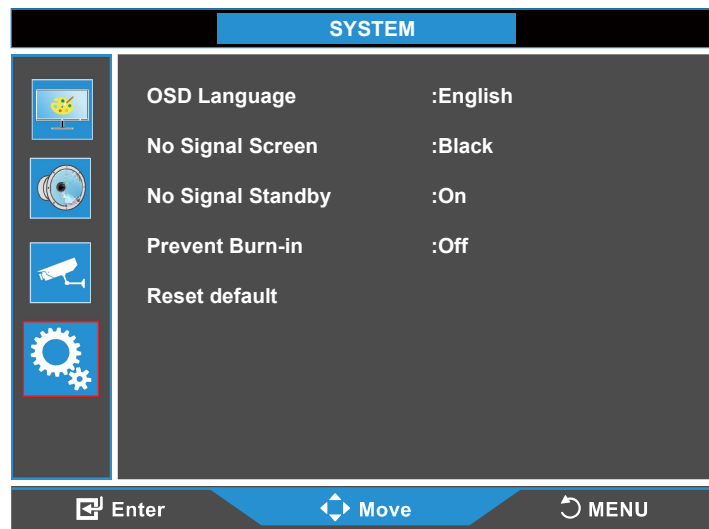 SYSTEM
OSD Language :English
No Signal Screen :Black
No Signal Standby :On
Prevent Burn-in :Off
Reset default
Enter Move MENU